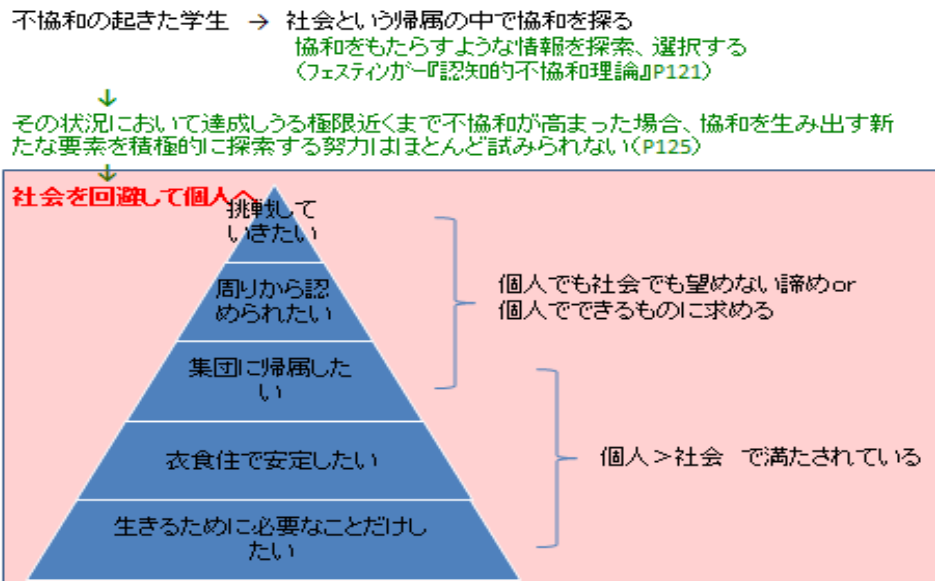 不協和の起きた学生 → 社会という帰属の中で協和を探る
協和をもたらすような情報を探索、選択する
（フェスティンガー『認知的不協和理論』P121）
↓
その状況において達成しうる極限近くまで不協和が高まった場合、協和を生み出す新
たな要素を積極的に探索する努力はほとんど試みられない（P125）
↓
社会を回避して個人へ
挑戦して
いきたい
周りから認
められたい
個人でも社会でも望めない諦めor
個人でできるものに求める
集団に帰属した
い
衣食住で安定したい
個人＞社会 で満たされている
生きるために必要なことだけし
たい